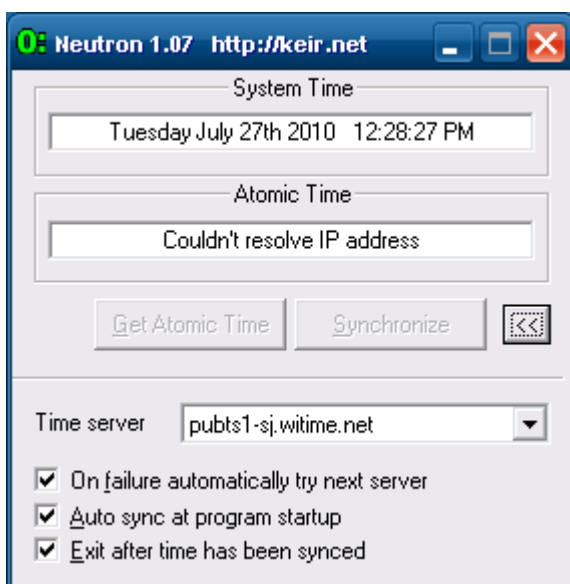 Neutron 1.07 http://keir.net
System Time
Tuesday July 27th 2010 12:28:27 PM
Atomic Time
Couldn't resolve IP address
Get Atomic Time Synchronize <<
Time server pubts1-sj.witime.net
On failure automatically try next server
Auto sync at program startup
Exit after time has been synced